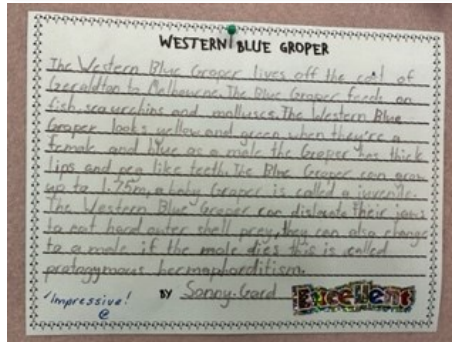 WESTERN BLUE GROPER
The Western Blue Groper lives off the cost of
Geraldton to Melbourne. The Blue Groper feeds on
fish, sea urchins and molluscs. The Western Blue
Groper looks yellow and green when they're a
female and blue as a male the Groper has thick
lips and peg like teeth. The Blue Groper can grow
up to 1.75m, a baby Groper is called a juvenile.
The Western Blue Groper can dislocate their jaws
to eat hard outer shell prey, they can also change
to a male if the male dies this is called
protogymous hermaphorditism.
BY Sonny. Gard
Excellent
Impressive!